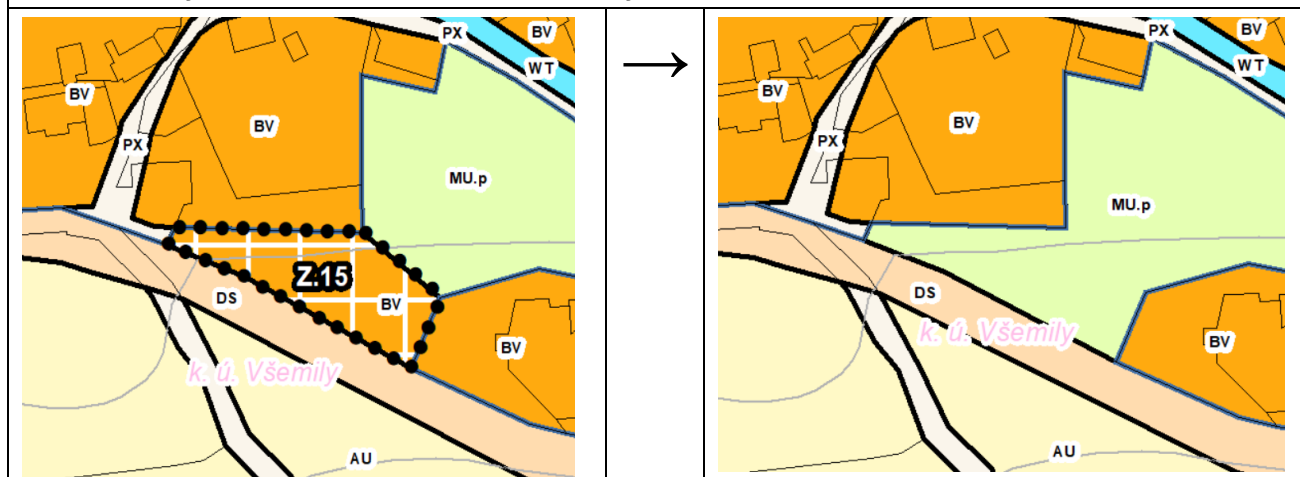 PX
BV
WT
BV
BV
PX
MU.p
Z.15
DS
BV
BV
k. ú. Všemily
AU
→
PX
BV
WT
BV
BV
PX
MU.p
DS
k. ú. Všemily
BV
AU